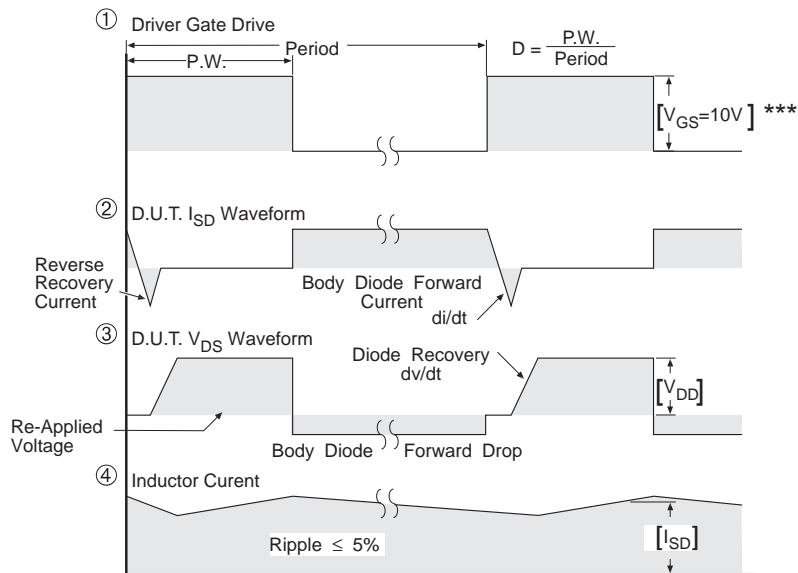 ① Driver Gate Drive
Period
P.W.
D = P.W. / Period
[VGS=10V] ***
② D.U.T. ISD Waveform
Reverse
Recovery
Current
Body Diode Forward
Current
di/dt
③ D.U.T. VDS Waveform
Diode Recovery
dv/dt
[VDD]
Re-Applied
Voltage
Body Diode Forward Drop
④ Inductor Curent
Ripple ≤ 5%
[ISD]